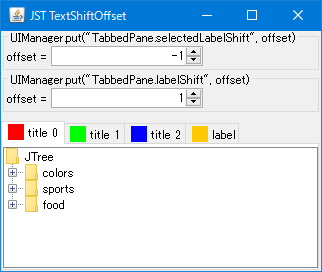 JST TextShiftOffset
UIManager.put("TabbedPane.selectedLabelShift", offset)
offset = -1
UIManager.put("TabbedPane.labelShift", offset)
offset = 1
title 0 title 1 title 2 label
JTree
colors
sports
food